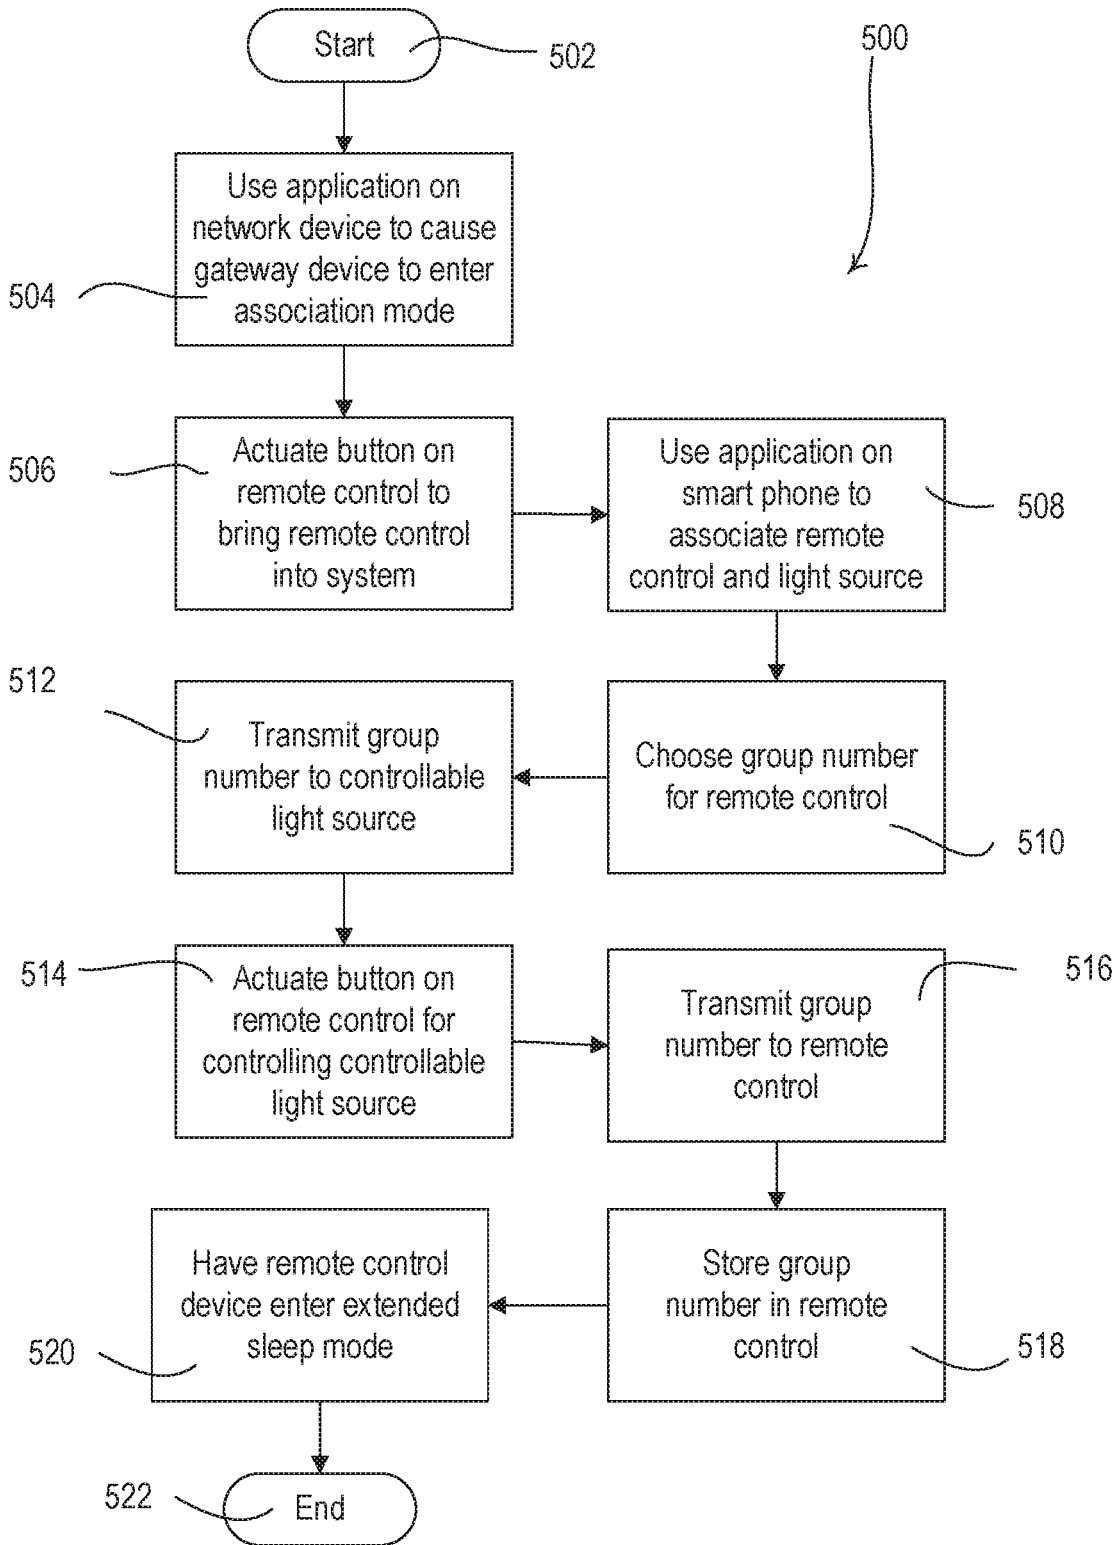 Start
502
500
Use application on
network device to cause
gateway device to enter
association mode
504
Actuate button on
remote control to
bring remote control
into system
506
Use application on
smart phone to
associate remote
control and light source
508
Choose group number
for remote control
510
512
Transmit group
number to controllable
light source
514
Actuate button on
remote control for
controlling controllable
light source
Transmit group
number to remote
control
516
Store group
number in remote
control
518
Have remote control
device enter extended
sleep mode
520
End
522